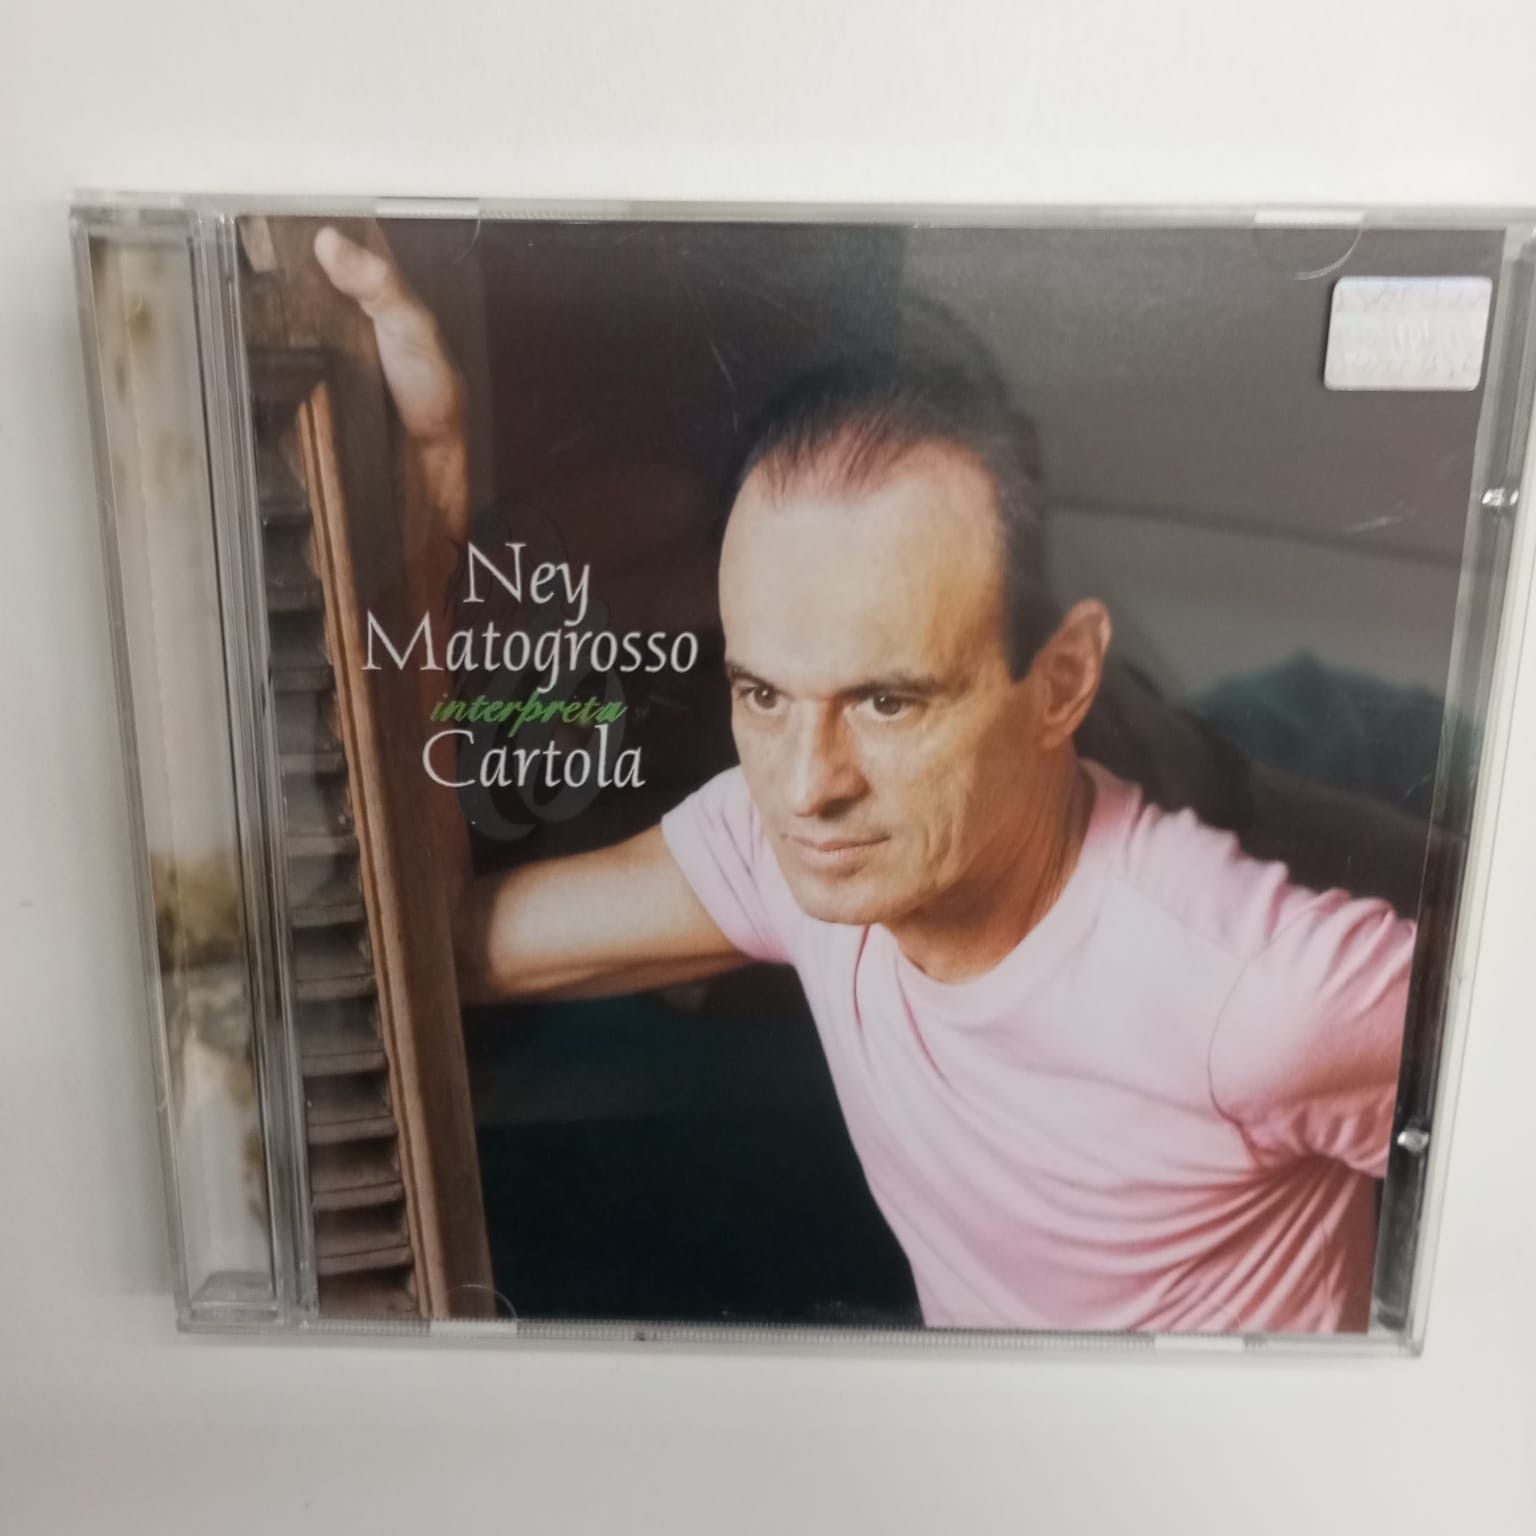 Ney
Matogrosso
interpreta
Cartola